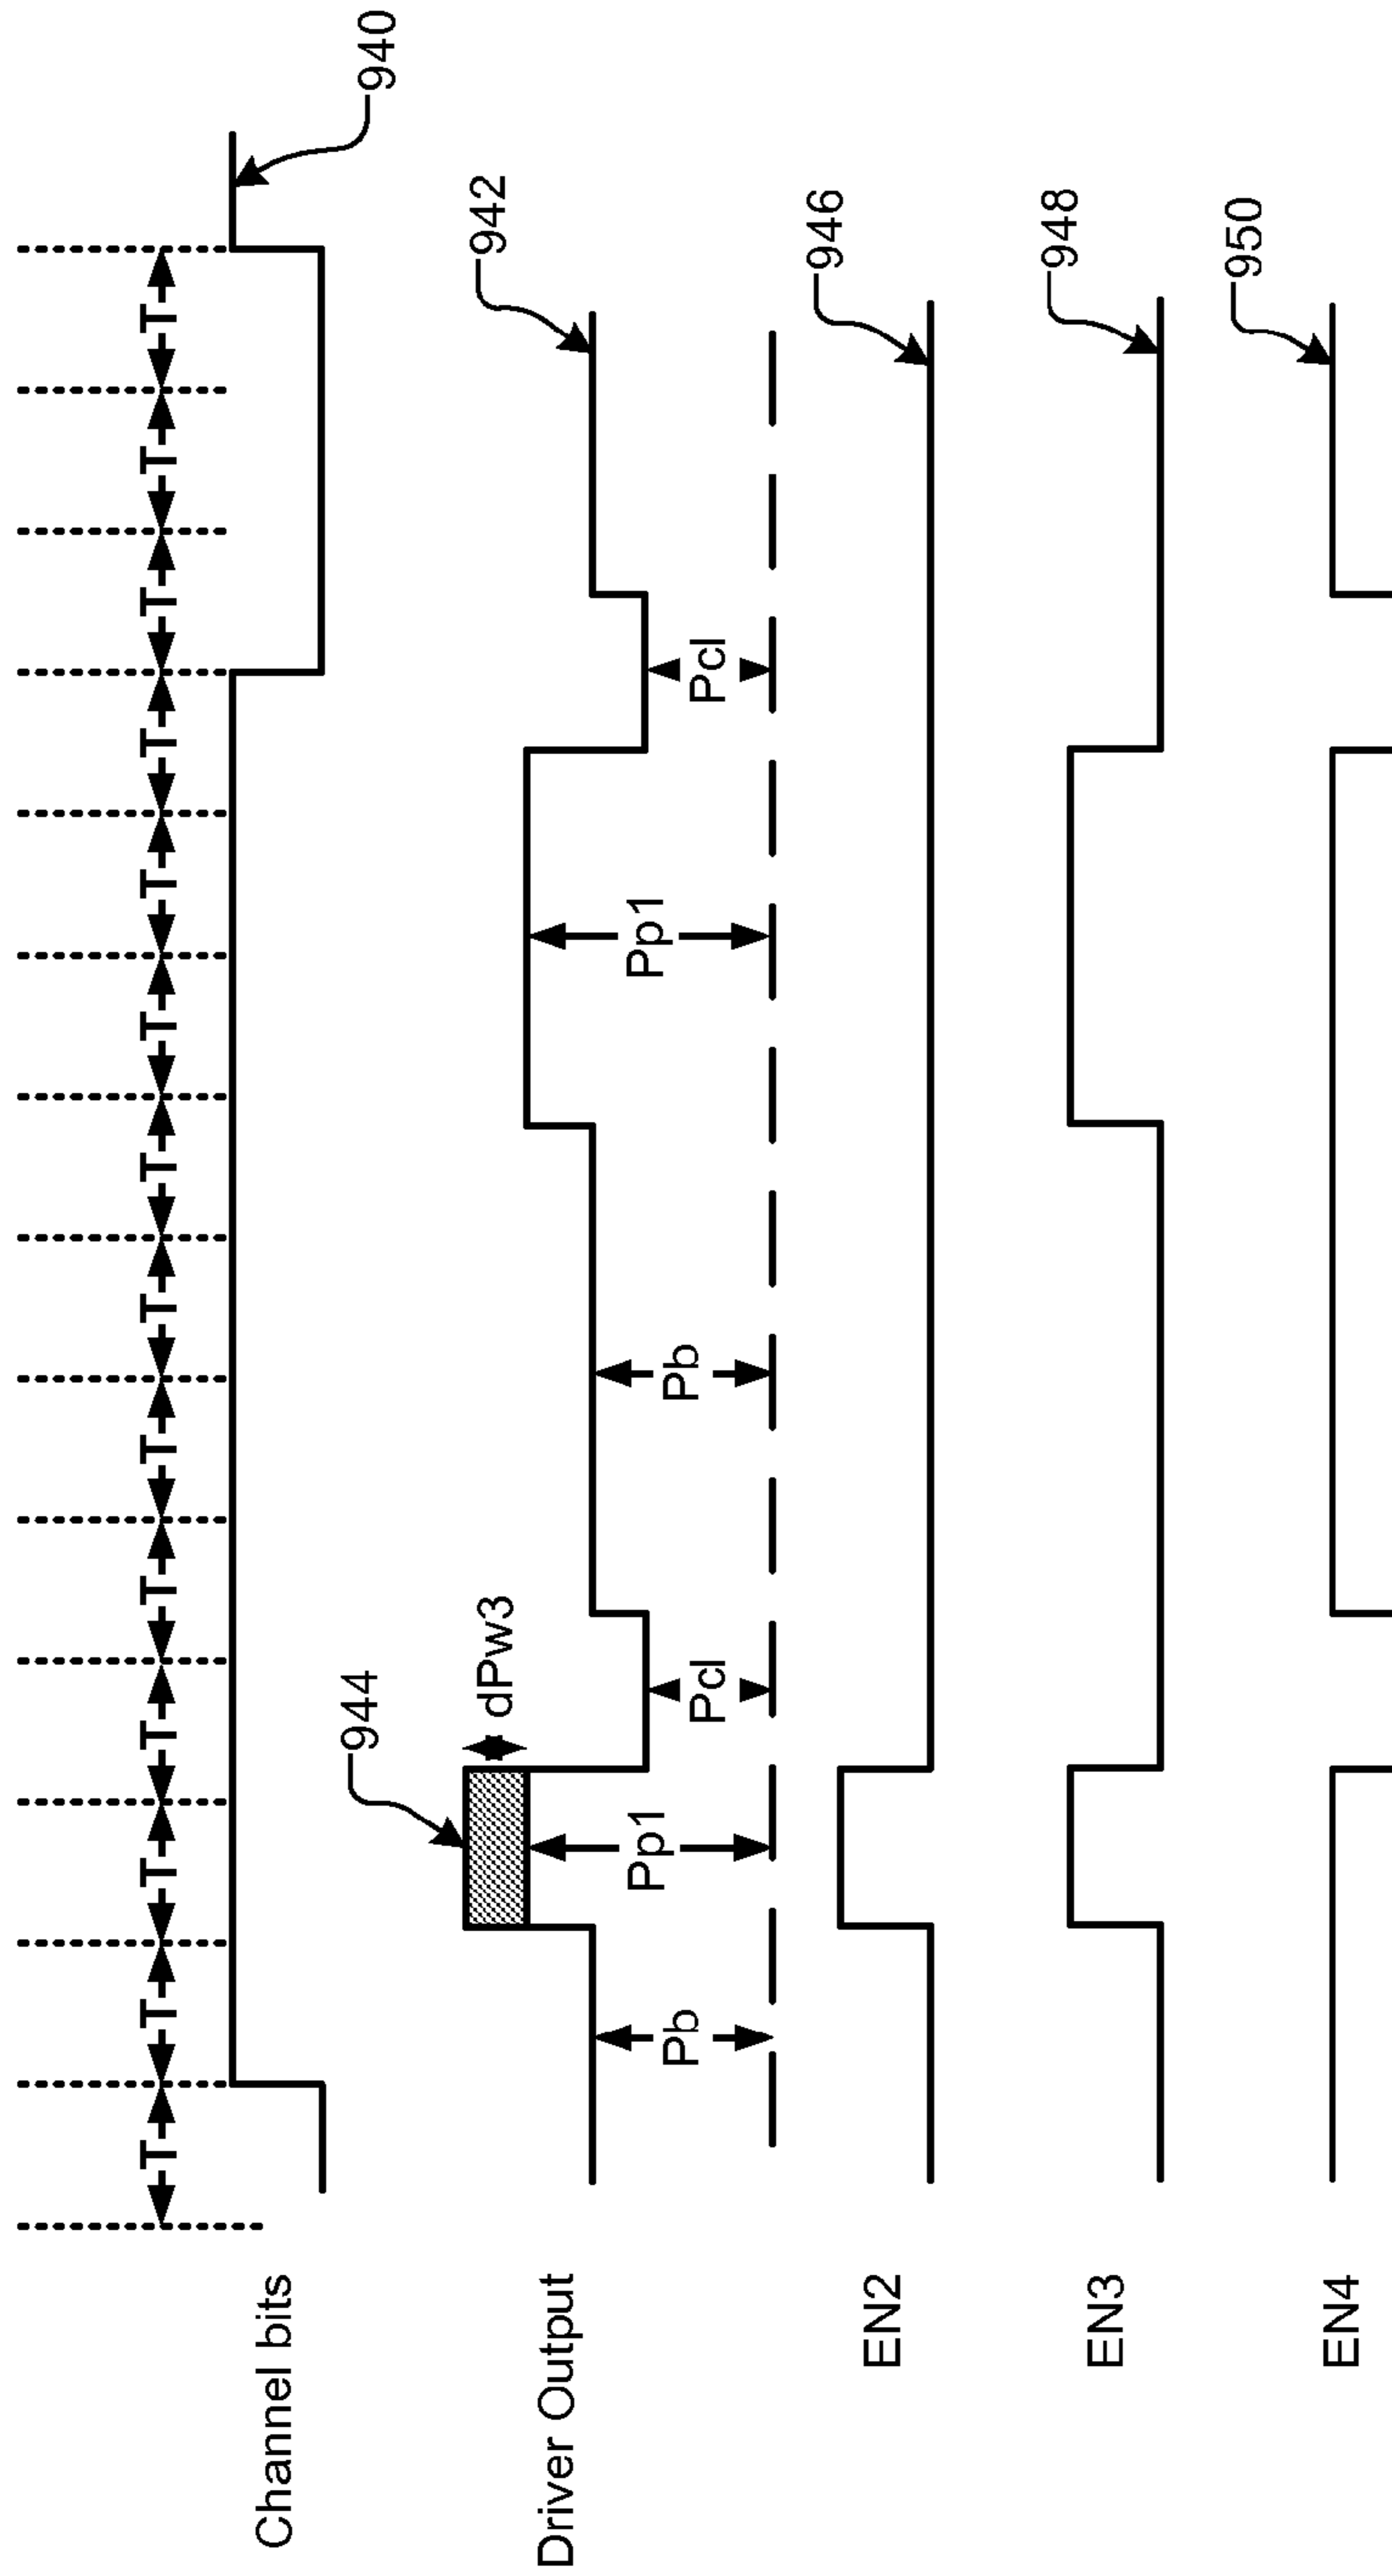 T T T T T T T T T T T T T T
Channel bits
940
944
dPw3
942
Driver Output
Pb
Pp1
Pcl
Pb
Pp1
Pcl
946
EN2
948
EN3
950
EN4